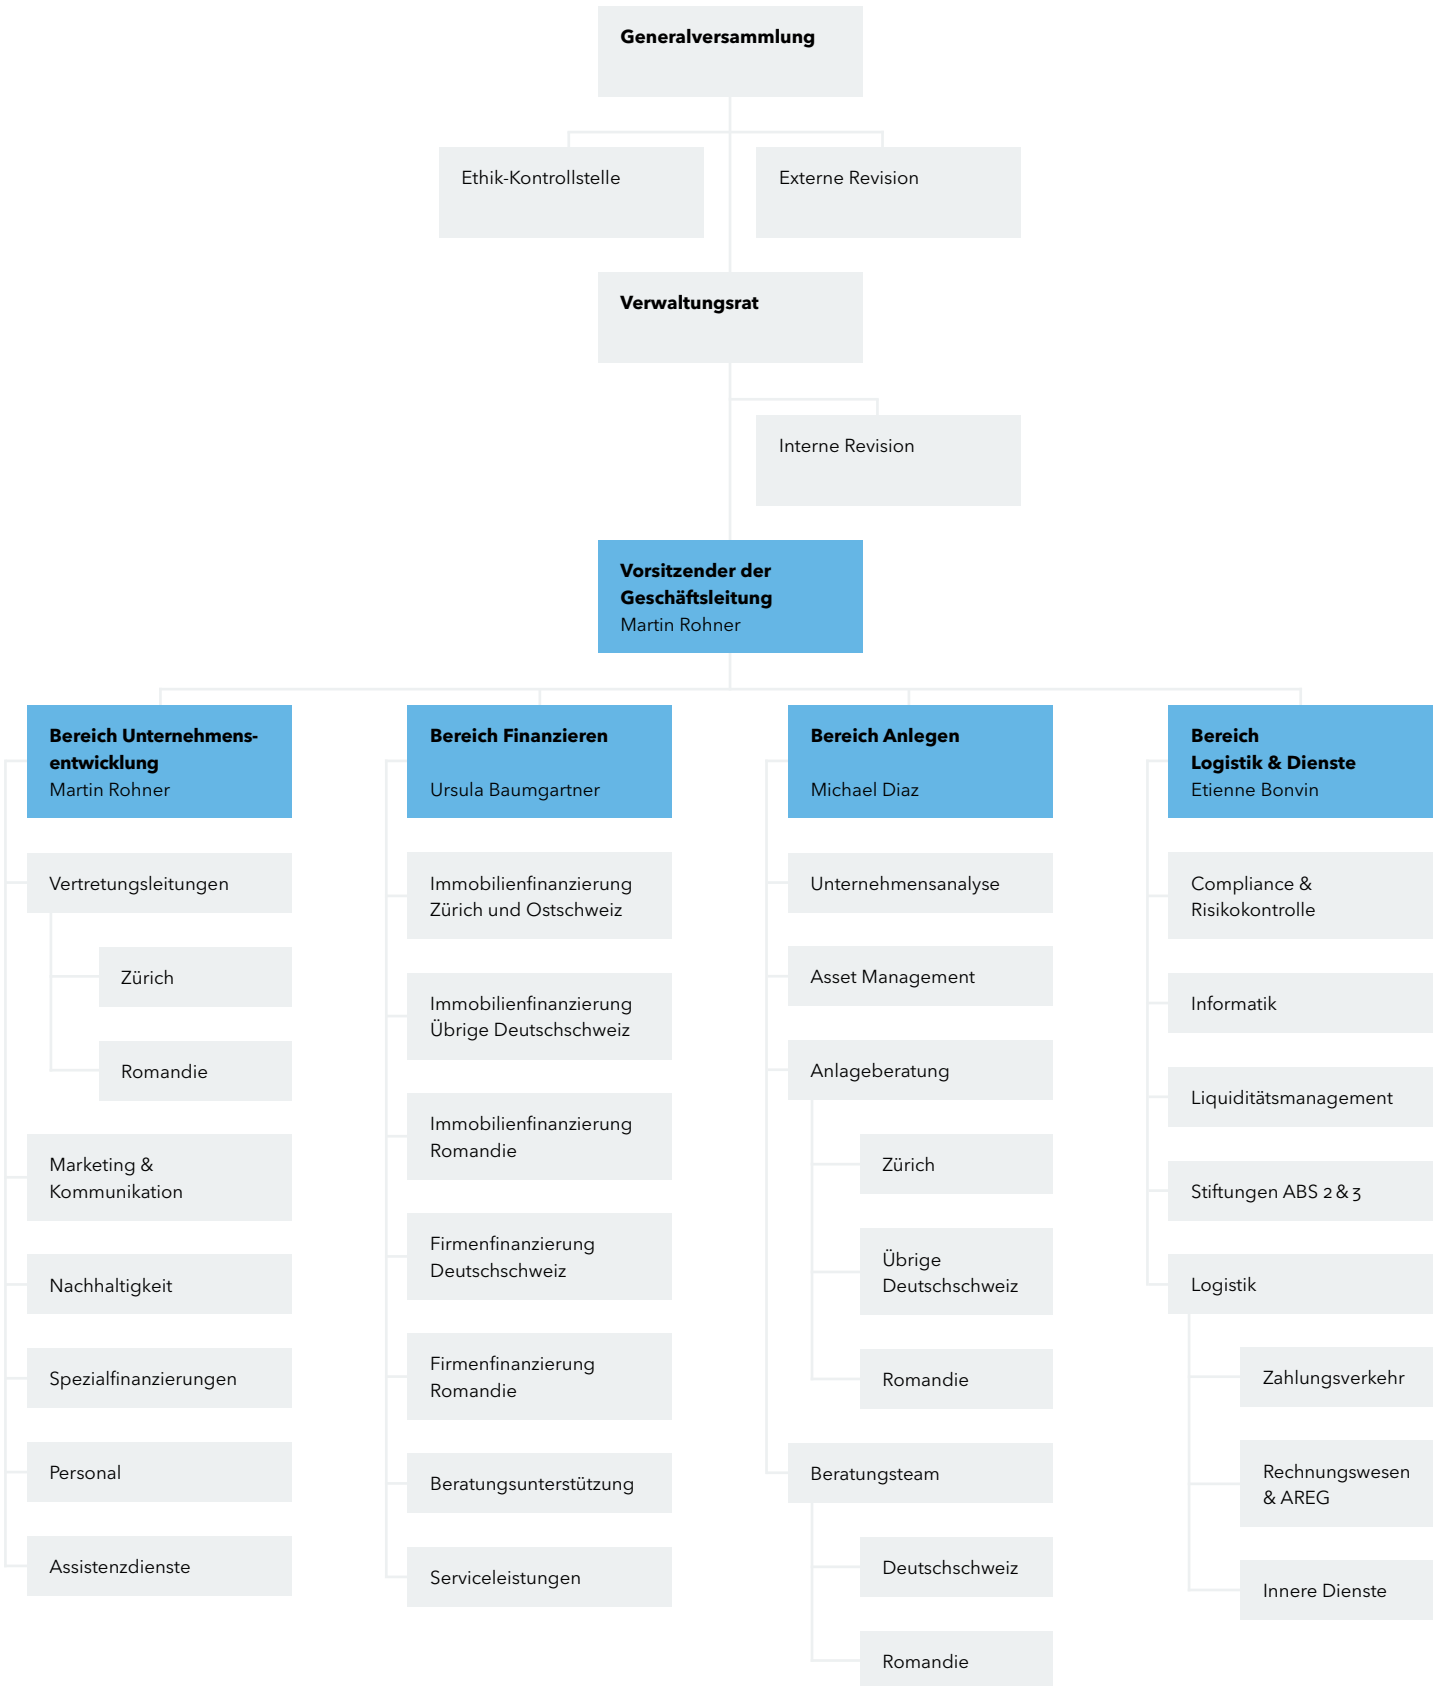 Generalversammlung
Ethik-Kontrollstelle
Externe Revision
Verwaltungsrat
Interne Revision
Vorsitzender der
Geschäftsleitung
Martin Rohner
Bereich Unternehmens-
entwicklung
Martin Rohner
Vertretungsleitungen
Zürich
Romandie
Marketing &
Kommunikation
Nachhaltigkeit
Spezialfinanzierungen
Personal
Assistenzdienste
Bereich Finanzieren
Ursula Baumgartner
Immobilienfinanzierung
Zürich und Ostschweiz
Immobilienfinanzierung
Übrige Deutschschweiz
Immobilienfinanzierung
Romandie
Firmenfinanzierung
Deutschschweiz
Firmenfinanzierung
Romandie
Beratungsunterstützung
Serviceleistungen
Bereich Anlegen
Michael Diaz
Unternehmensanalyse
Asset Management
Anlageberatung
Zürich
Übrige
Deutschschweiz
Romandie
Beratungsteam
Deutschschweiz
Romandie
Bereich
Logistik & Dienste
Etienne Bonvin
Compliance &
Risikokontrolle
Informatik
Liquiditätsmanagement
Stiftungen ABS 2 & 3
Logistik
Zahlungsverkehr
Rechnungswesen
& AREG
Innere Dienste